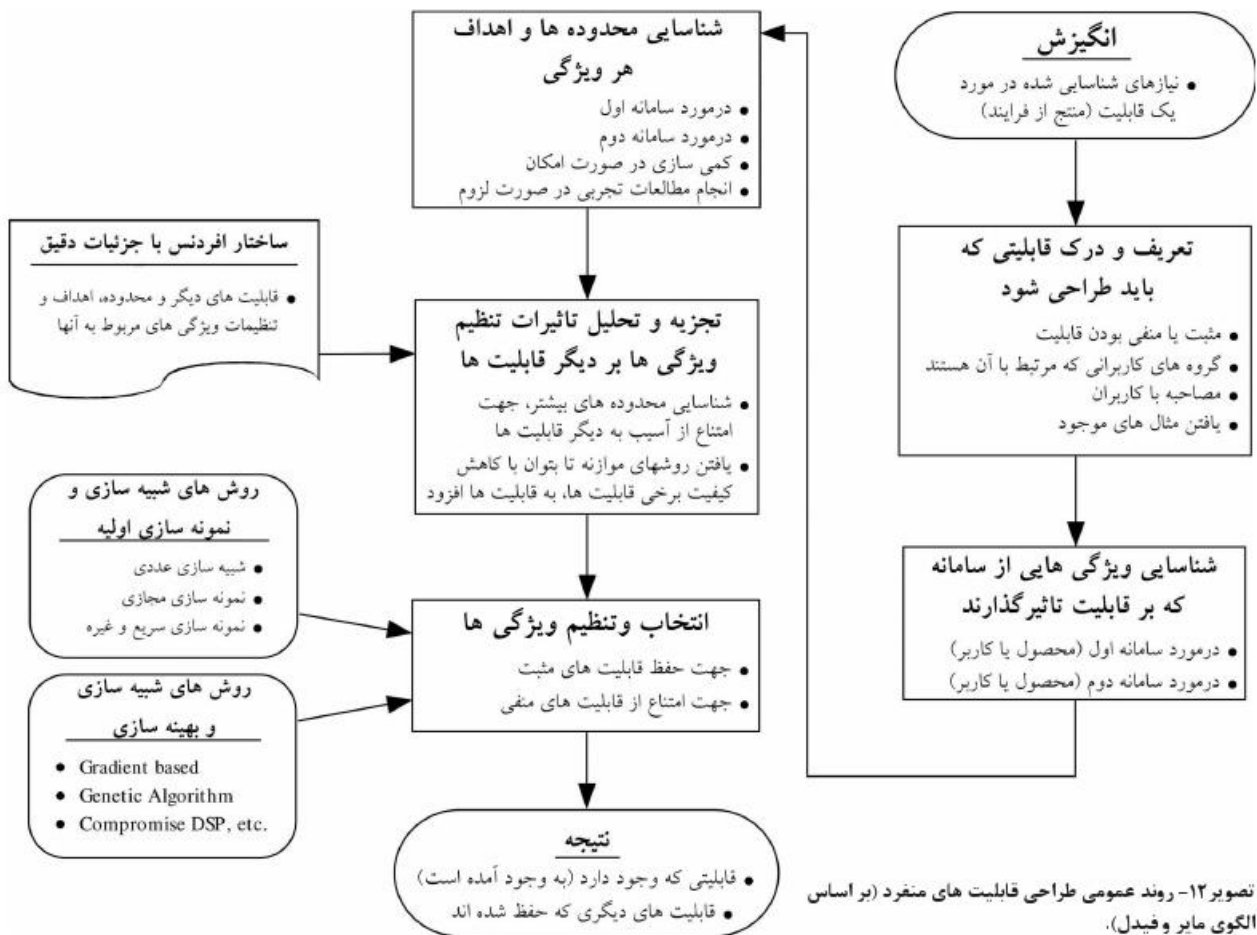 انگیزش
• نیازهای شناسایی شده در مورد
یک قابلیت (منتج از فرایند)
تعریف و درک قابلیتی که
باید طراحی شود
• مثبت یا منفی بودن قابلیت
• گروه های کاربرانی که مرتبط با آن هستند
• مصاحبه با کاربران
• یافتن مثال های موجود
شناسایی ویژگی هایی از سامانه
که بر قابلیت تاثیرگذارند
• درمورد سامانه اول (محصول یا کاربر)
• درمورد سامانه دوم (محصول یا کاربر)
شناسایی محدوده ها و اهداف
هر ویژگی
• درمورد سامانه اول
• درمورد سامانه دوم
• کمی سازی در صورت امکان
• انجام مطالعات تجربی در صورت لزوم
ساختار افردنس با جزئیات دقیق
• قابلیت های دیگر و محدوده، اهداف و
تنظیمات ویژگی های مربوط به آنها
تجزیه و تحلیل تاثیرات تنظیم
ویژگی ها بر دیگر قابلیت ها
• شناسایی محدوده های بیشتر، جهت
امتناع از آسیب به دیگر قابلیت ها
• یافتن روشهای موازنه تا بتوان با کاهش
کیفیت برخی قابلیت ها، به قابلیت ها افزود
روش های شبیه سازی و
نمونه سازی اولیه
• شبیه سازی عددی
• نمونه سازی مجازی
• نمونه سازی سریع و غیره
انتخاب وتنظیم ویژگی ها
• جهت حفظ قابلیت های مثبت
• جهت امتناع از قابلیت های منفی
روش های شبیه سازی
و بهینه سازی
• Gradient based
• Genetic Algorithm
• Compromise DSP, etc.
نتیجه
• قابلیتی که وجود دارد (به وجود آمده است)
• قابلیت های دیگری که حفظ شده اند
تصویر۱۲- روند عمومی طراحی قابلیت های منفرد (بر اساس
الگوی مایر وفیدل).